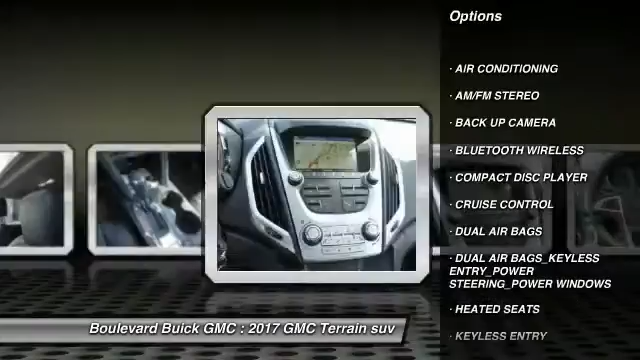 Options
· AIR CONDITIONING
· AM/FM STEREO
· BACK UP CAMERA
· BLUETOOTH WIRELESS
· COMPACT DISC PLAYER
· CRUISE CONTROL
· DUAL AIR BAGS
· DUAL AIR BAGS_KEYLESS
ENTRY_POWER
STEERING_POWER WINDOWS
· HEATED SEATS
· KEYLESS ENTRY
Boulevard Buick GMC : 2017 GMC Terrain suv